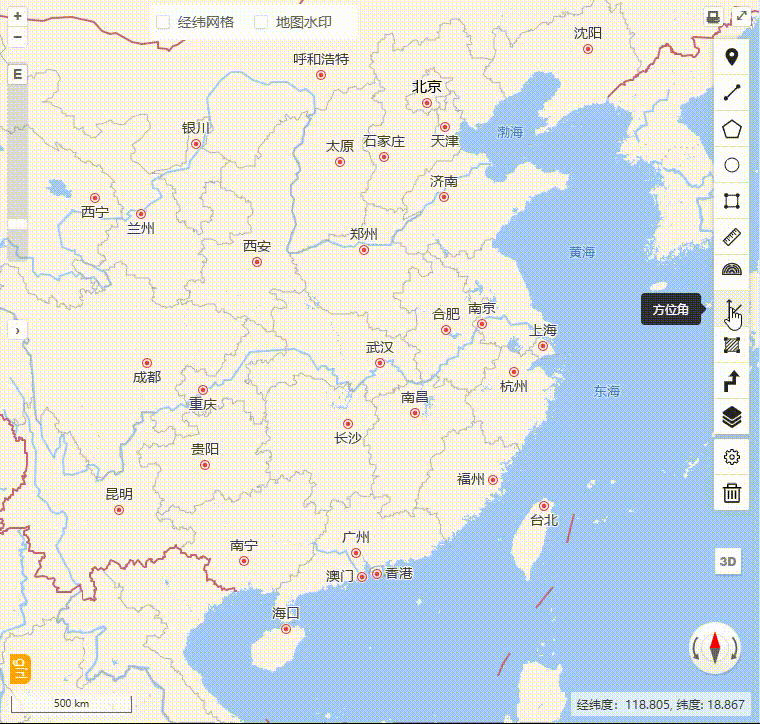 +
经纬网格
地图水印
−
沈阳
呼和浩特
E
北京
银川
渤海
太原
石家庄
天津
济南
西宁
兰州
郑州
西安
黄海
合肥
南京
方位角
上海
武汉
成都
杭州
东海
重庆
南昌
长沙
贵阳
福州
昆明
台北
广州
南宁
澳门
香港
3D
海口
500 km
经纬度：118.805, 纬度: 18.867